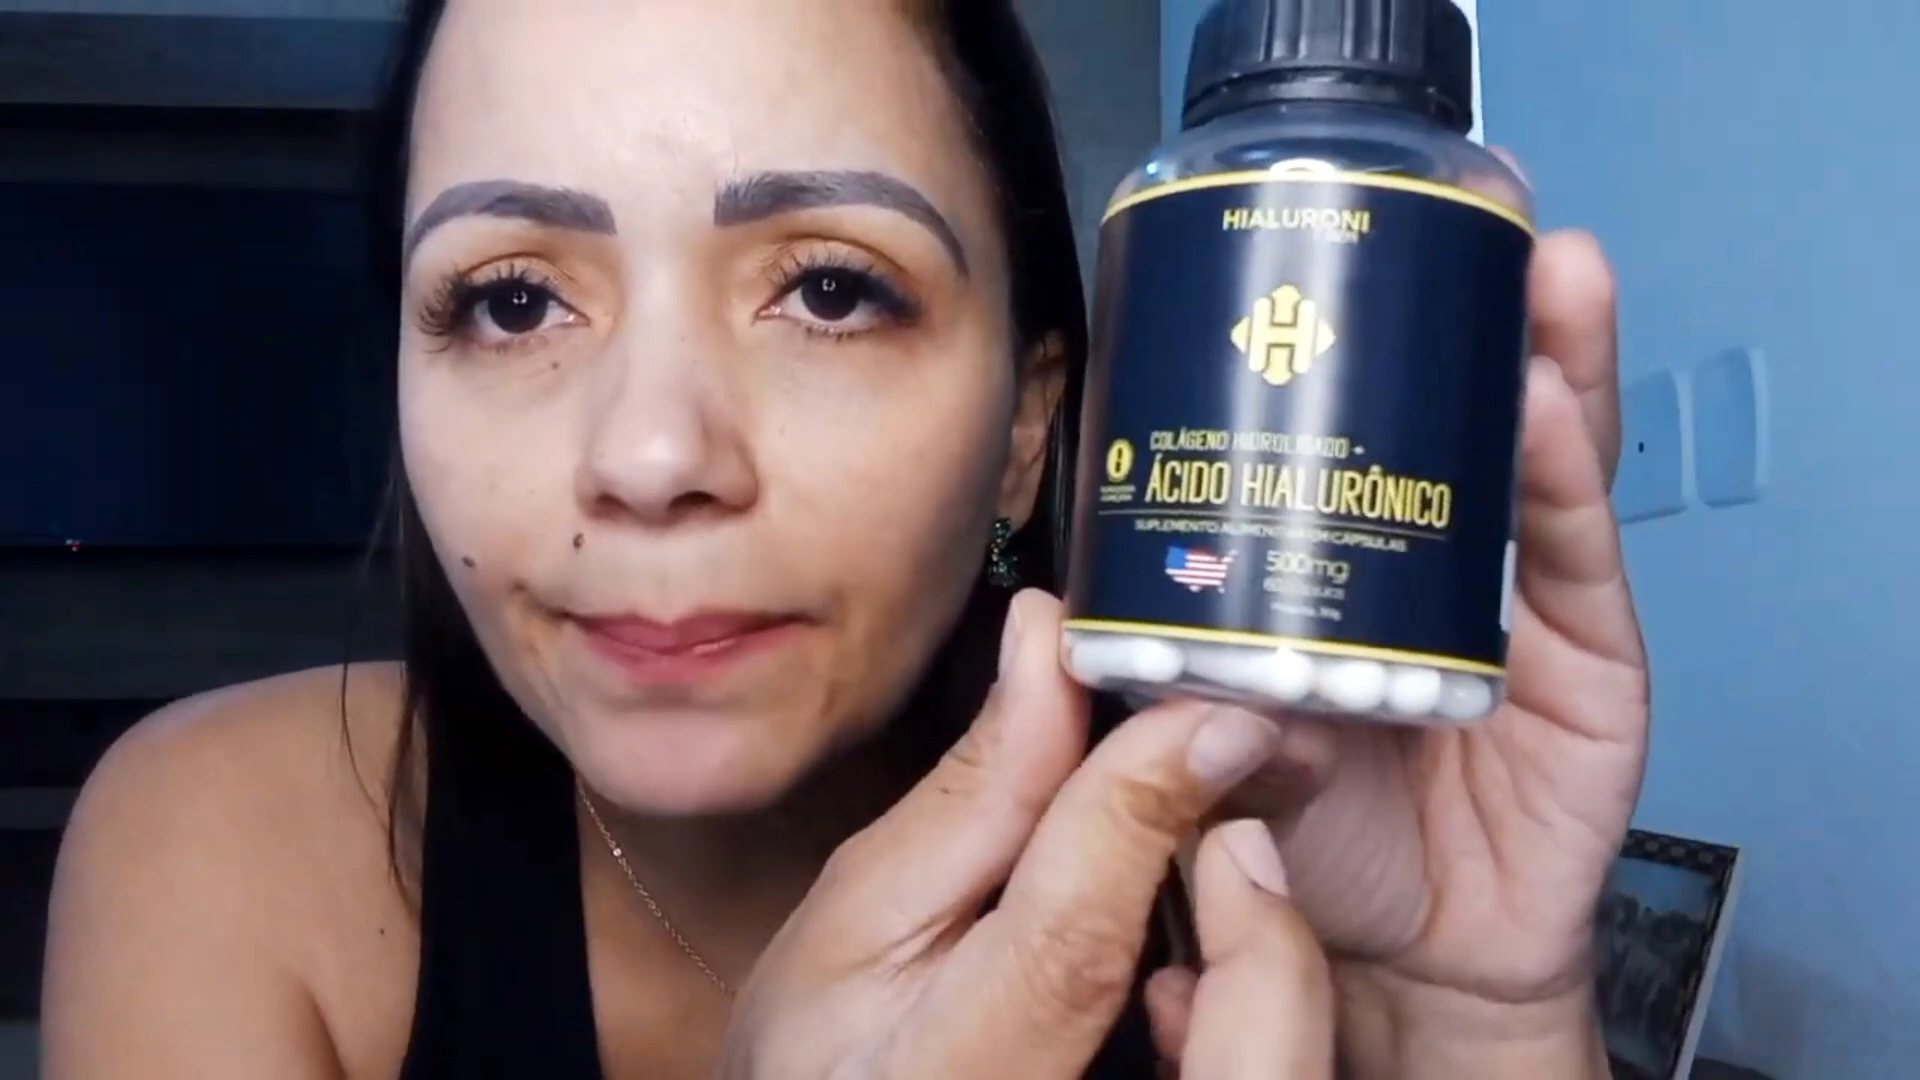 HIALURONI
H
COLÁGENO HIDROLISADO +
ÁCIDO HIALURÔNICO
SUPLEMENTO ALIMENTAR EM CÁPSULAS
500mg